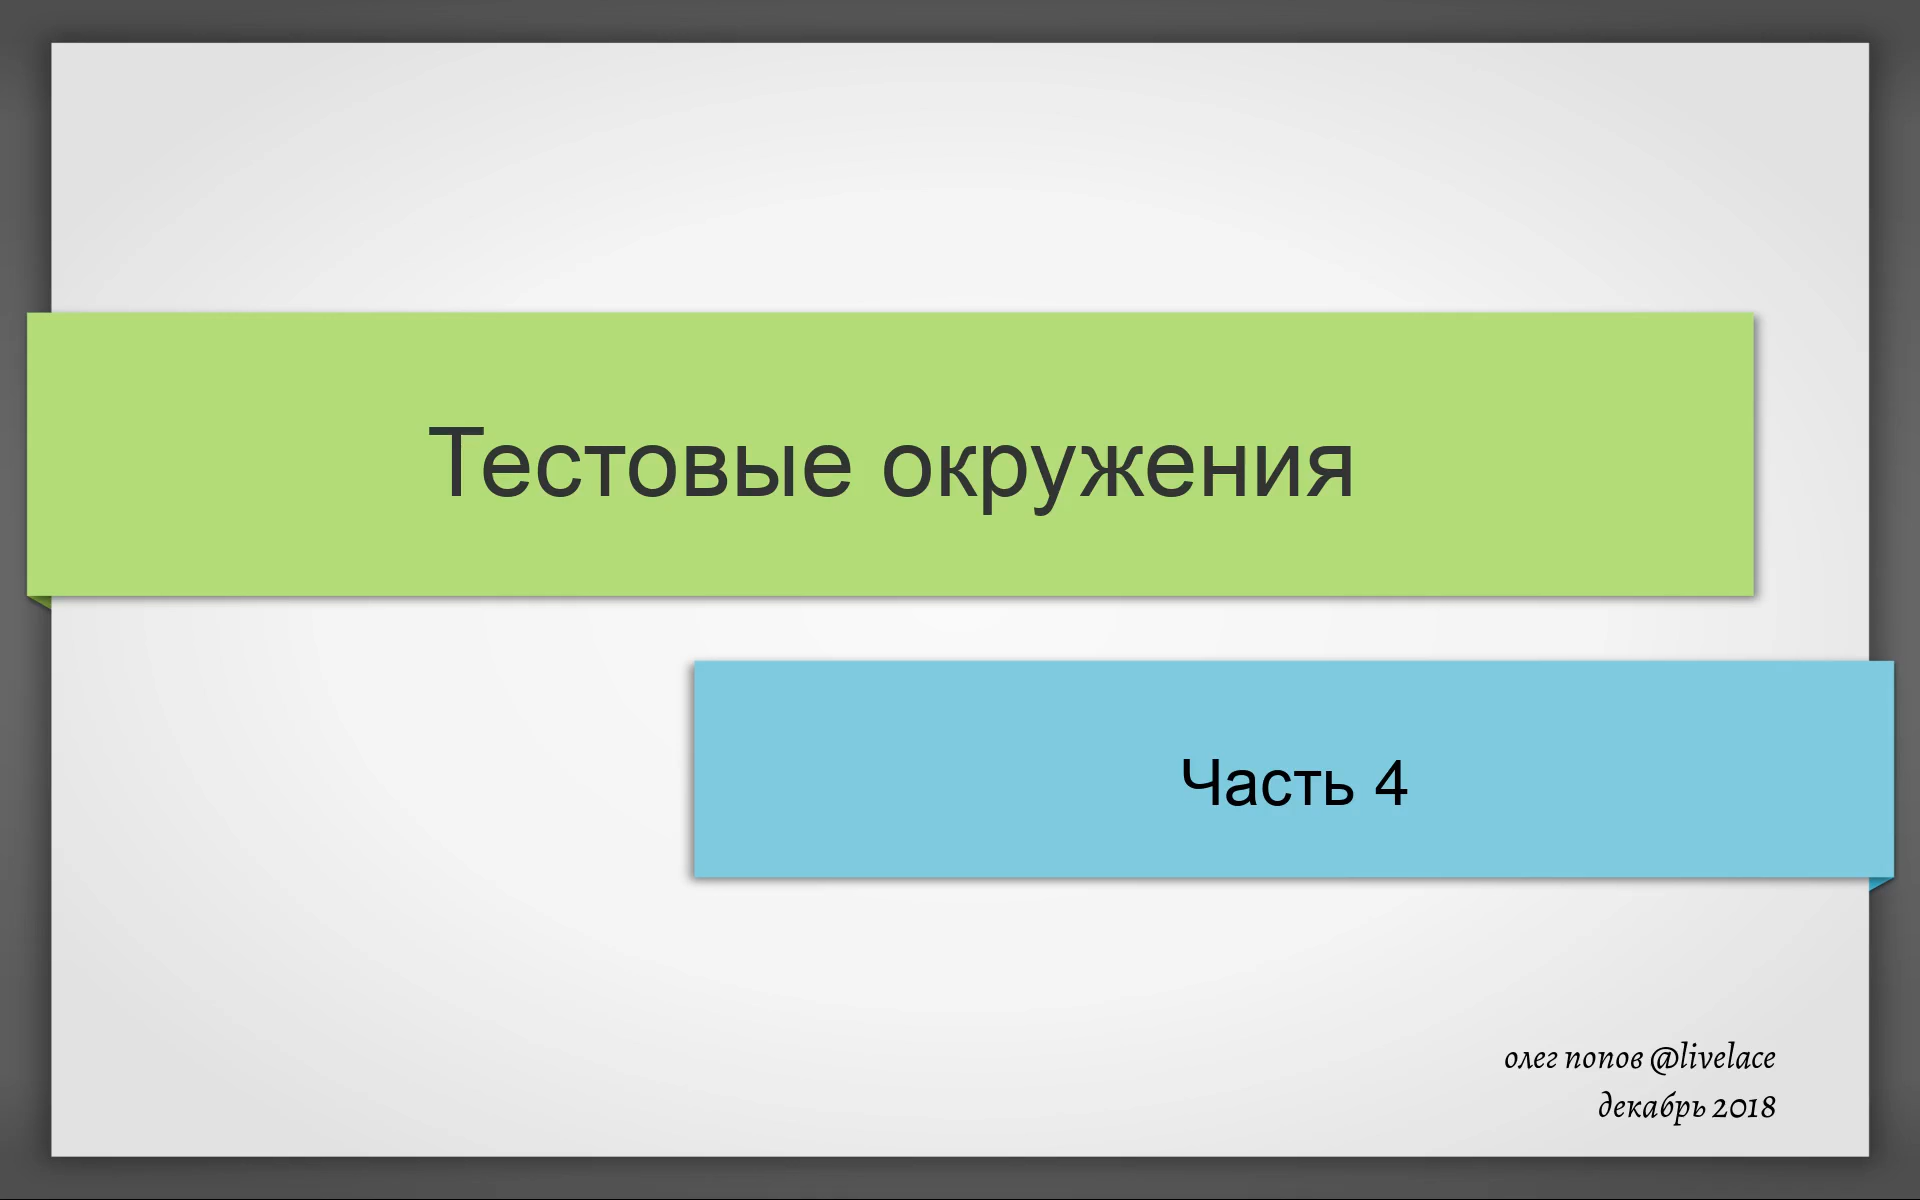 Тестовые окружения
Часть 4
олег попов @livelace
декабрь 2018